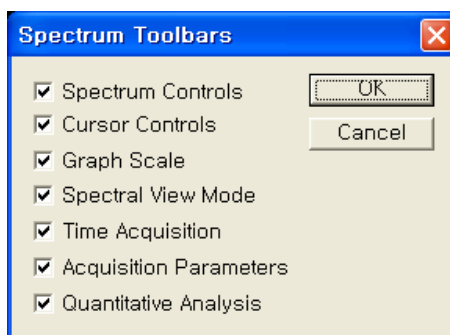 Spectrum Toolbars
Spectrum Controls
OK
Cursor Controls
Cancel
Graph Scale
Spectral View Mode
Time Acquisition
Acquisition Parameters
Quantitative Analysis